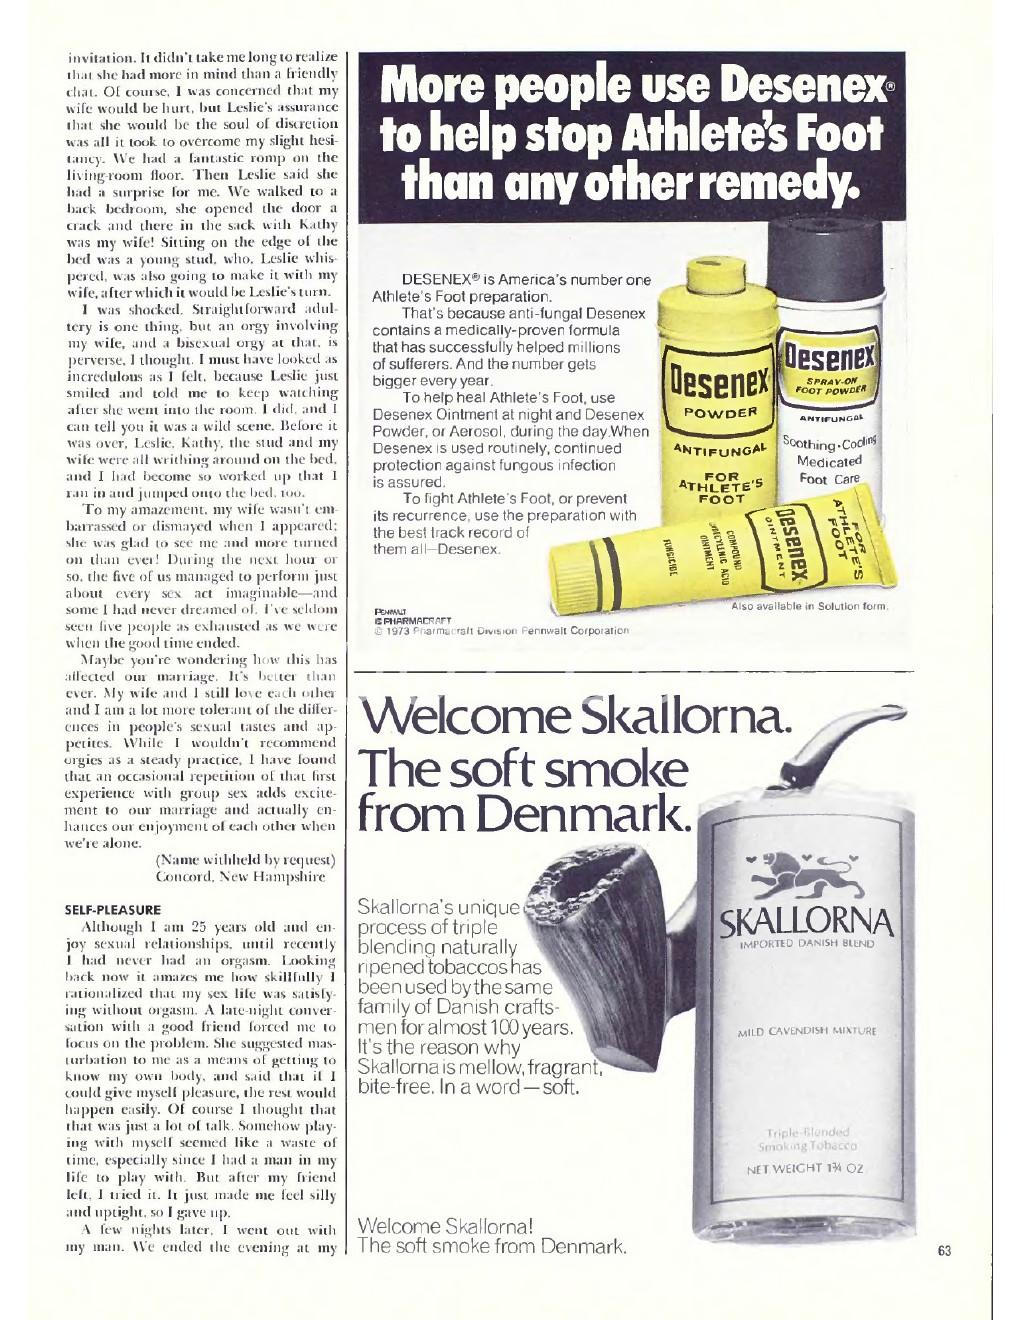 invitation. It didn't take me long to realize
that she had more in mind than a friendly
chat. Of course, I was concerned that my
wife would be hurt, but Leslie's assurance
that she would be the soul of discretion
was all it took to overcome my slight hesi-
tancy. We had a fantastic romp on the
living-room floor. Then Leslie said she
had a surprise for me. We walked to a
back bedroom, she opened the door a
crack and there in the sack with Kathy
was my wife! Sitting on the edge of the
bed was a young stud, who, Leslie whis-
pered, was also going to make it with my
wife, after which it would be Leslie's turn.
I was shocked. Straightforward adul-
tery is one thing, but an orgy involving
my wife, and a bisexual orgy at that, is
perverse, I thought. I must have looked as
incredulous as I felt, because Leslie just
smiled and told me to keep watching
after she went into the room. I did, and I
can tell you it was a wild scene. Before it
was over, Leslie, Kathy, the stud and my
wife were all writhing around on the bed,
and I had become so worked up that I
ran in and jumped onto the bed, too.
To my amazement, my wife wasn't em-
barrassed or dismayed when I appeared;
she was glad to see me and more turned
on than ever! During the next hour or
so, the five of us managed to perform just
about every sex act imaginable—and
some I had never dreamed of. I've seldom
seen five people as exhausted as we were
when the good time ended.
Maybe you're wondering how this has
affected our marriage. It's better than
ever. My wife and I still love each other
and I am a lot more tolerant of the differ-
ences in people's sexual tastes and ap-
petites. While I wouldn't recommend
orgies as a steady practice, I have found
that an occasional repetition of that first
experience with group sex adds excite-
ment to our marriage and actually en-
hances our enjoyment of each other when
we're alone.
(Name withheld by request)
Concord, New Hampshire
SELF-PLEASURE
Although I am 25 years old and en-
joy sexual relationships, until recently
I had never had an orgasm. Looking
back now it amazes me how skillfully I
rationalized that my sex life was satisfy-
ing without orgasm. A late-night conver-
sation with a good friend forced me to
focus on the problem. She suggested mas-
turbation to me as a means of getting to
know my own body, and said that if I
could give myself pleasure, the rest would
happen easily. Of course I thought that
that was just a lot of talk. Somehow play-
ing with myself seemed like a waste of
time, especially since I had a man in my
life to play with. But after my friend
left, I tried it. It just made me feel silly
and uptight, so I gave up.
A few nights later, I went out with
my man. We ended the evening at my
More people use Desenex®
to help stop Athlete's Foot
than any other remedy.
DESENEX® is America's number one
Athlete's Foot preparation.
That's because anti-fungal Desenex
contains a medically-proven formula
that has successfully helped millions
of sufferers. And the number gets
bigger every year.
To help heal Athlete's Foot, use
Desenex Ointment at night and Desenex
Powder, or Aerosol, during the day. When
Desenex is used routinely, continued
protection against fungous infection
is assured.
To fight Athlete's Foot, or prevent
its recurrence, use the preparation with
the best track record of
them all—Desenex.
Desenex
POWDER
ANTIFUNGAL
FOR
ATHLETE'S
FOOT
Desenex
SPRAY-ON
FOOT POWDER
ANTIFUNGAL
Soothing·Cooling
Medicated
Foot Care
FOR
ATHLETE'S
FOOT
Desenex
OINTMENT
COMPOUND
UNDECYLENIC ACID
OINTMENT
FUNGICIDE
Also available in Solution form.
PENNWALT
PHARMACRAFT
© 1973 Pharmacraft Division Pennwalt Corporation
Welcome Skallorna.
The soft smoke
from Denmark.
Skallorna's unique
process of triple
blending naturally
ripened tobaccos has
been used by the same
family of Danish crafts-
men for almost 100 years.
It's the reason why
Skallorna is mellow, fragrant,
bite-free. In a word—soft.
SKALLORNA
IMPORTED DANISH BLEND
MILD CAVENDISH MIXTURE
Triple-Blended
Smoking Tobacco
NET WEIGHT 1¾ OZ
Welcome Skallorna!
The soft smoke from Denmark.
63